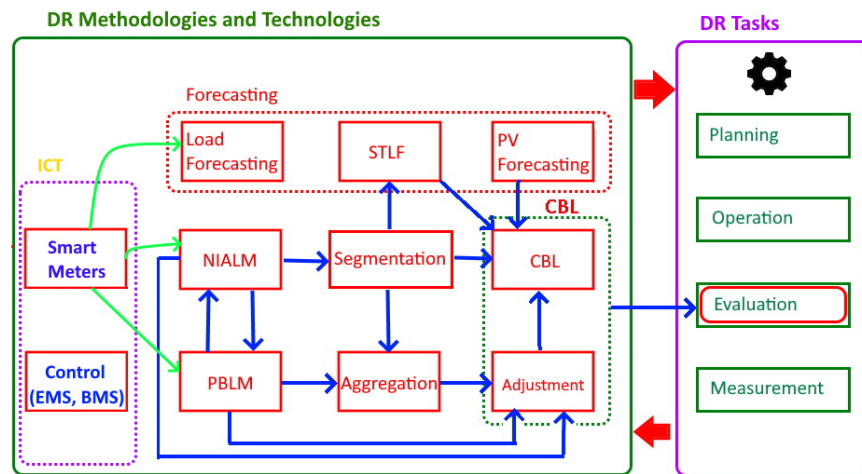 DR Methodologies and Technologies
DR Tasks
Forecasting
Load
Forecasting
STLF
PV
Forecasting
Planning
ICT
CBL
Smart
Meters
NIALM
Segmentation
CBL
Operation
Evaluation
Control
(EMS, BMS)
PBLM
Aggregation
Adjustment
Measurement